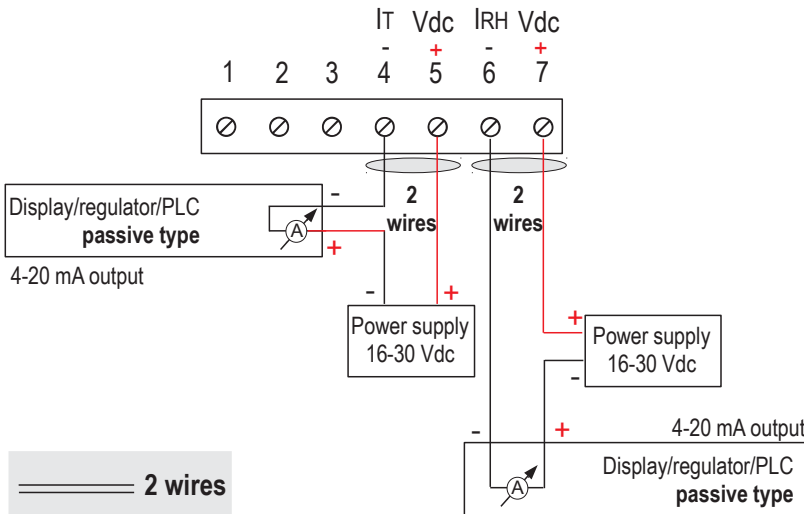 IT Vdc IRH Vdc
- + - +
1 2 3 4 5 6 7
2 wires
2 wires
Display/regulator/PLC
passive type
-
A
+
4-20 mA output
- +
Power supply
16-30 Vdc
+
Power supply
16-30 Vdc
-
- +
4-20 mA output
Display/regulator/PLC
passive type
A
2 wires